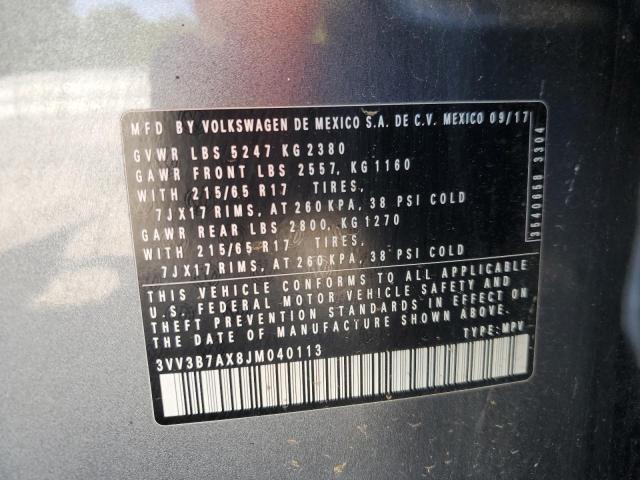 MFD BY VOLKSWAGEN DE MEXICO S.A. DE C.V. MEXICO 09/17
GVWR LBS 5247 KG 2380
GAWR FRONT LBS 2557, KG 1160
WITH 215/65 R17 TIRES,
7JX17 RIMS, AT 260 KPA, 38 PSI COLD
GAWR REAR LBS 2800, KG 1270
WITH 215/65 R17 TIRES,
7JX17 RIMS, AT 260 KPA, 38 PSI COLD
THIS VEHICLE CONFORMS TO ALL APPLICABLE
U.S. FEDERAL MOTOR VEHICLE SAFETY AND
THEFT PREVENTION STANDARDS IN EFFECT ON
THE DATE OF MANUFACTURE SHOWN ABOVE.
3VV3B7AX8JM040113 TYPE: MPV
3540658 3304